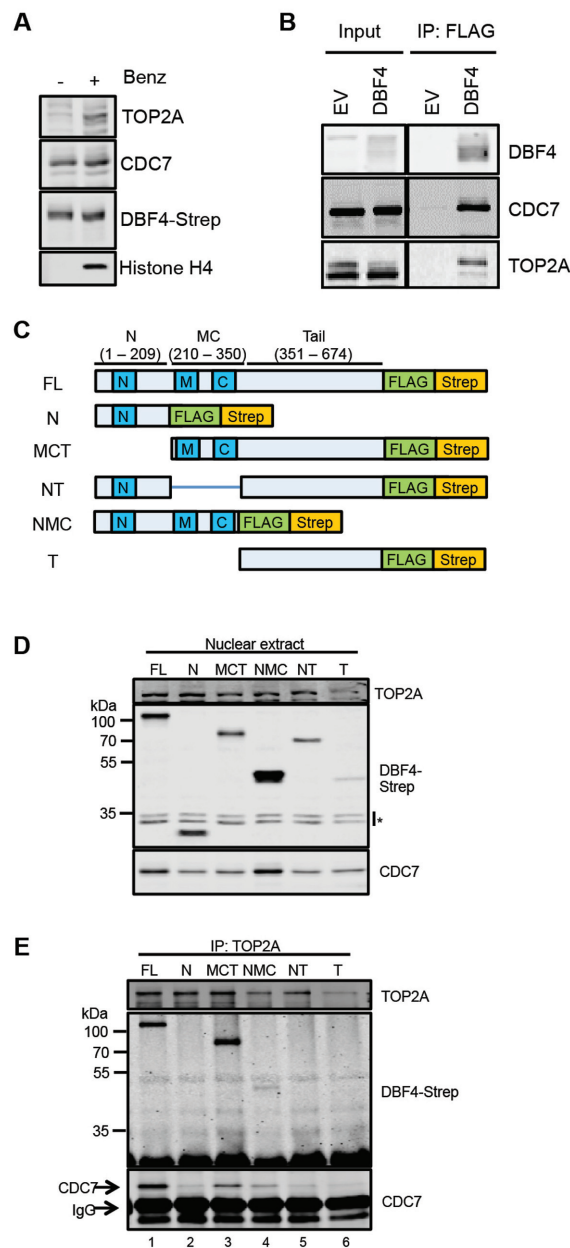 A
- + Benz
TOP2A
CDC7
DBF4-Strep
Histone H4
B
Input IP: FLAG
EV DBF4 EV DBF4
DBF4
CDC7
TOP2A
C
N MC Tail
(1 – 209) (210 – 350) (351 – 674)
FL N M C FLAG Strep
N N FLAG Strep
MCT M C FLAG Strep
NT N FLAG Strep
NMC N M C FLAG Strep
T FLAG Strep
D
Nuclear extract
FL N MCT NMC NT T
TOP2A
kDa
100
70
55
35
DBF4-
Strep
*
CDC7
E
IP: TOP2A
FL N MCT NMC NT T
TOP2A
kDa
100
70
55
35
DBF4-Strep
CDC7
IgG
CDC7
1 2 3 4 5 6